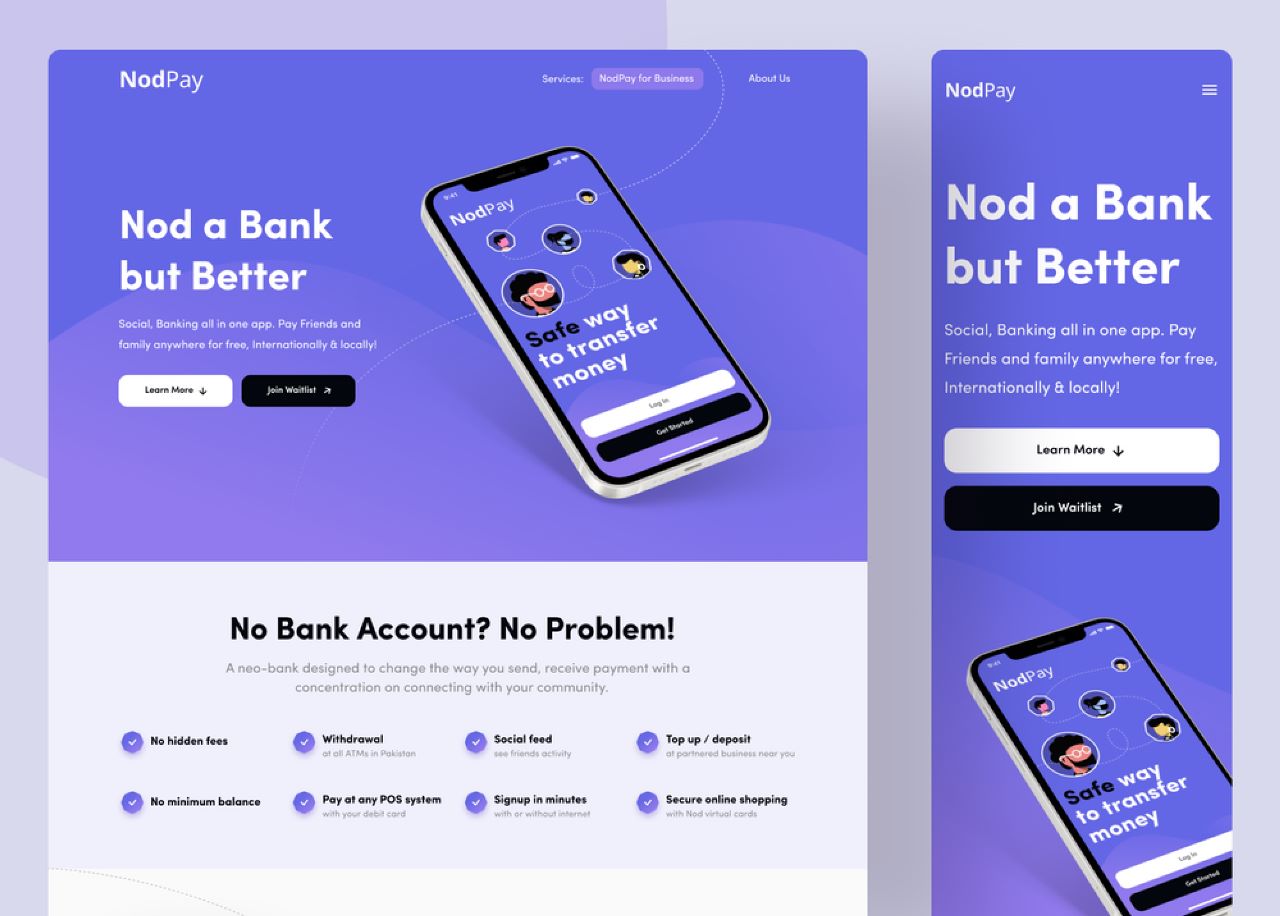 NodPay
Services: NodPay for Business About Us
Nod a Bank
but Better
Social, Banking all in one app. Pay Friends and
family anywhere for free, Internationally & locally!
Learn More
Join Waitlist
9:41
NodPay
Safe way
to transfer
money
Log In
Get Started
No Bank Account? No Problem!
A neo-bank designed to change the way you send, receive payment with a
concentration on connecting with your community.
No hidden fees
Withdrawal
at all ATMs in Pakistan
Social feed
see friends activity
Top up / deposit
at partnered business near you
No minimum balance
Pay at any POS system
with your debit card
Signup in minutes
with or without internet
Secure online shopping
with Nod virtual cards
NodPay
Nod a Bank
but Better
Social, Banking all in one app. Pay
Friends and family anywhere for free,
Internationally & locally!
Learn More
Join Waitlist
9:41
NodPay
Safe way
to transfer
money
Log In
Get Started